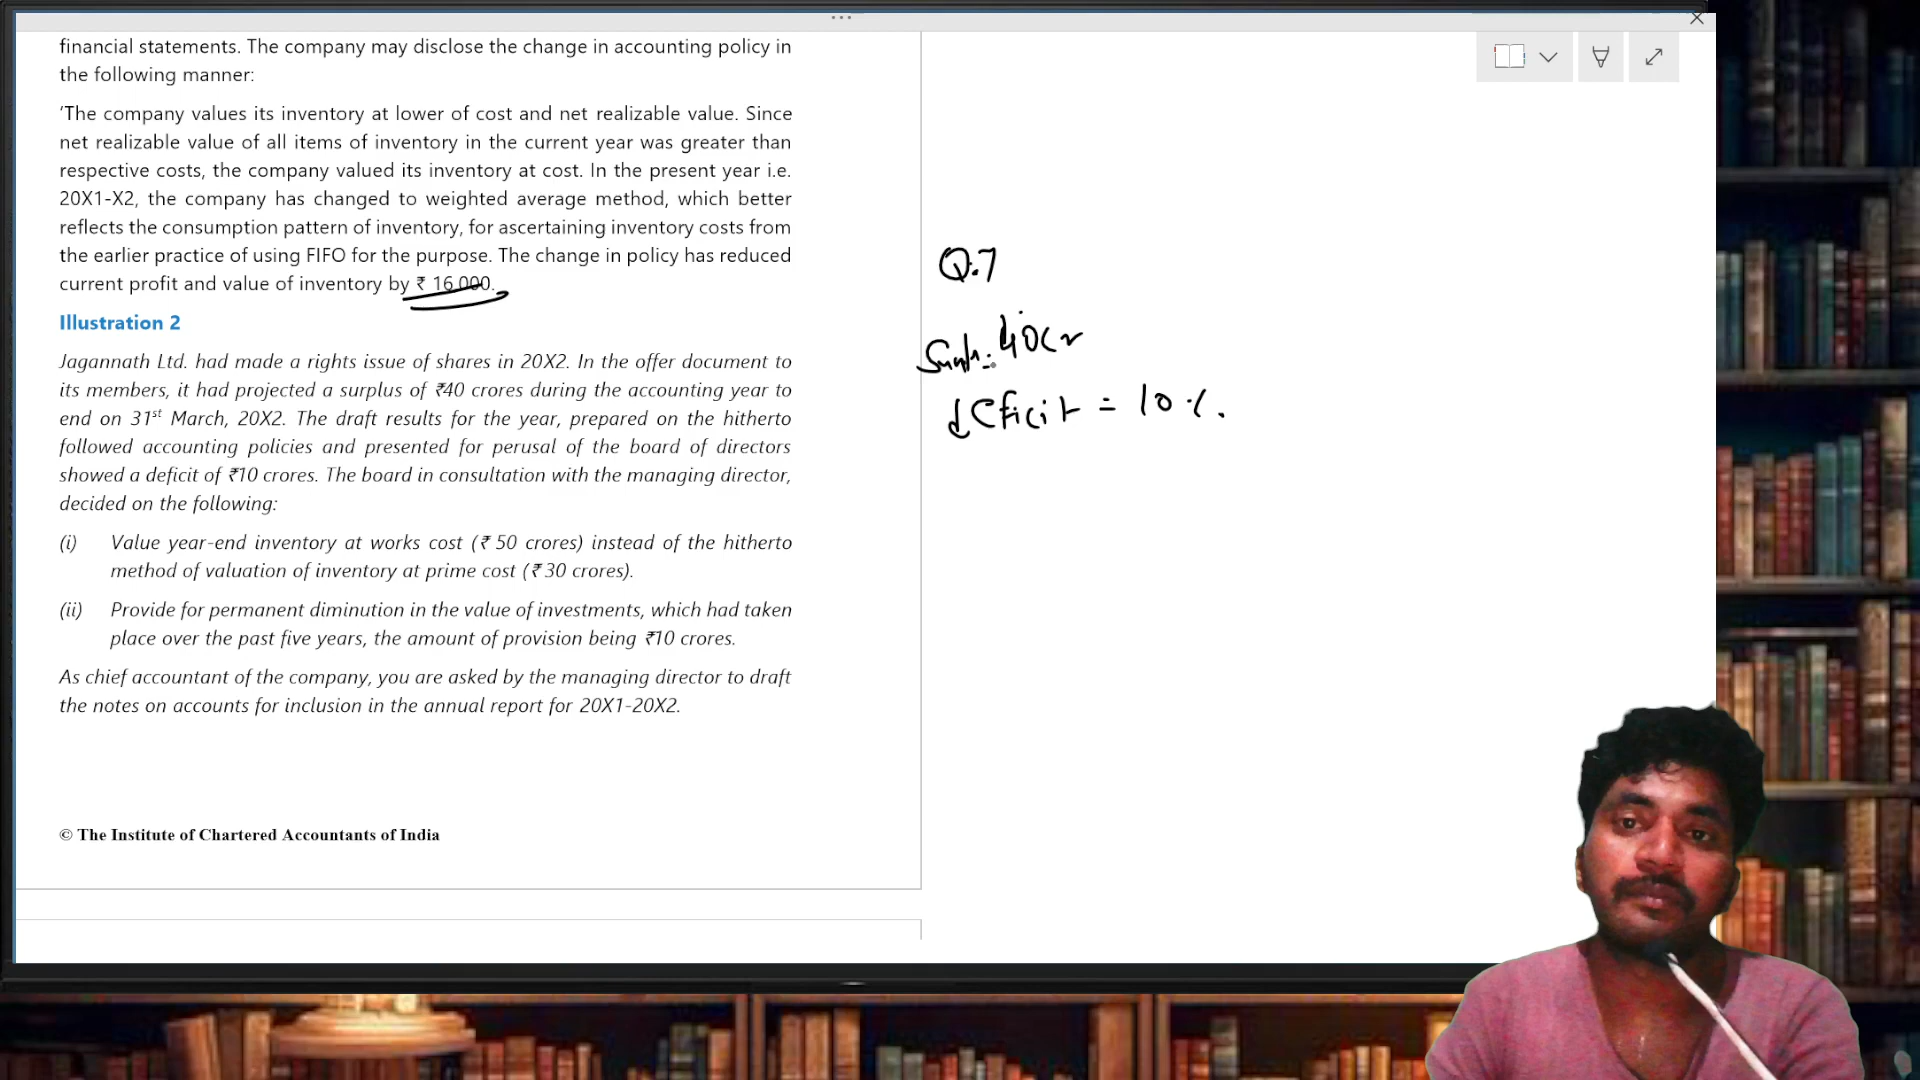 financial statements. The company may disclose the change in accounting policy in
the following manner:
‘The company values its inventory at lower of cost and net realizable value. Since
net realizable value of all items of inventory in the current year was greater than
respective costs, the company valued its inventory at cost. In the present year i.e.
20X1-X2, the company has changed to weighted average method, which better
reflects the consumption pattern of inventory, for ascertaining inventory costs from
the earlier practice of using FIFO for the purpose. The change in policy has reduced
current profit and value of inventory by ₹ 16,000.
Illustration 2
Jagannath Ltd. had made a rights issue of shares in 20X2. In the offer document to
its members, it had projected a surplus of ₹40 crores during the accounting year to
end on 31st March, 20X2. The draft results for the year, prepared on the hitherto
followed accounting policies and presented for perusal of the board of directors
showed a deficit of ₹10 crores. The board in consultation with the managing director,
decided on the following:
(i) Value year-end inventory at works cost (₹ 50 crores) instead of the hitherto
method of valuation of inventory at prime cost (₹ 30 crores).
(ii) Provide for permanent diminution in the value of investments, which had taken
place over the past five years, the amount of provision being ₹10 crores.
As chief accountant of the company, you are asked by the managing director to draft
the notes on accounts for inclusion in the annual report for 20X1-20X2.
© The Institute of Chartered Accountants of India
Q.7
40Cr
deficit = 10